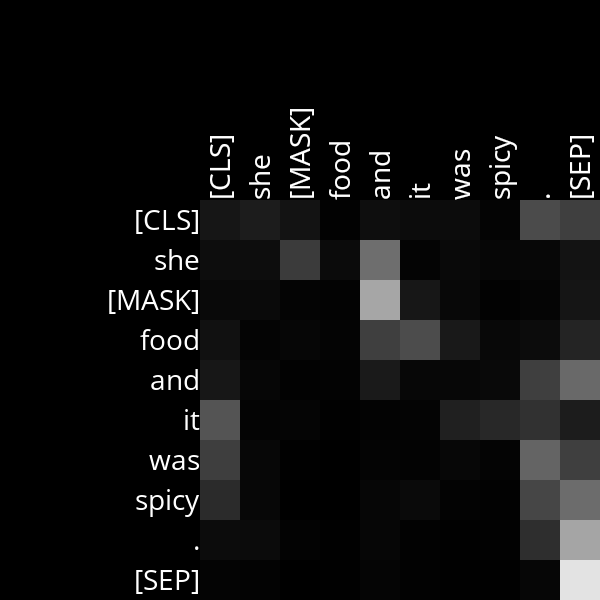 [CLS] she [MASK] food and it was spicy . [SEP]
[CLS]
she
[MASK]
food
and
it
was
spicy
.
[SEP]